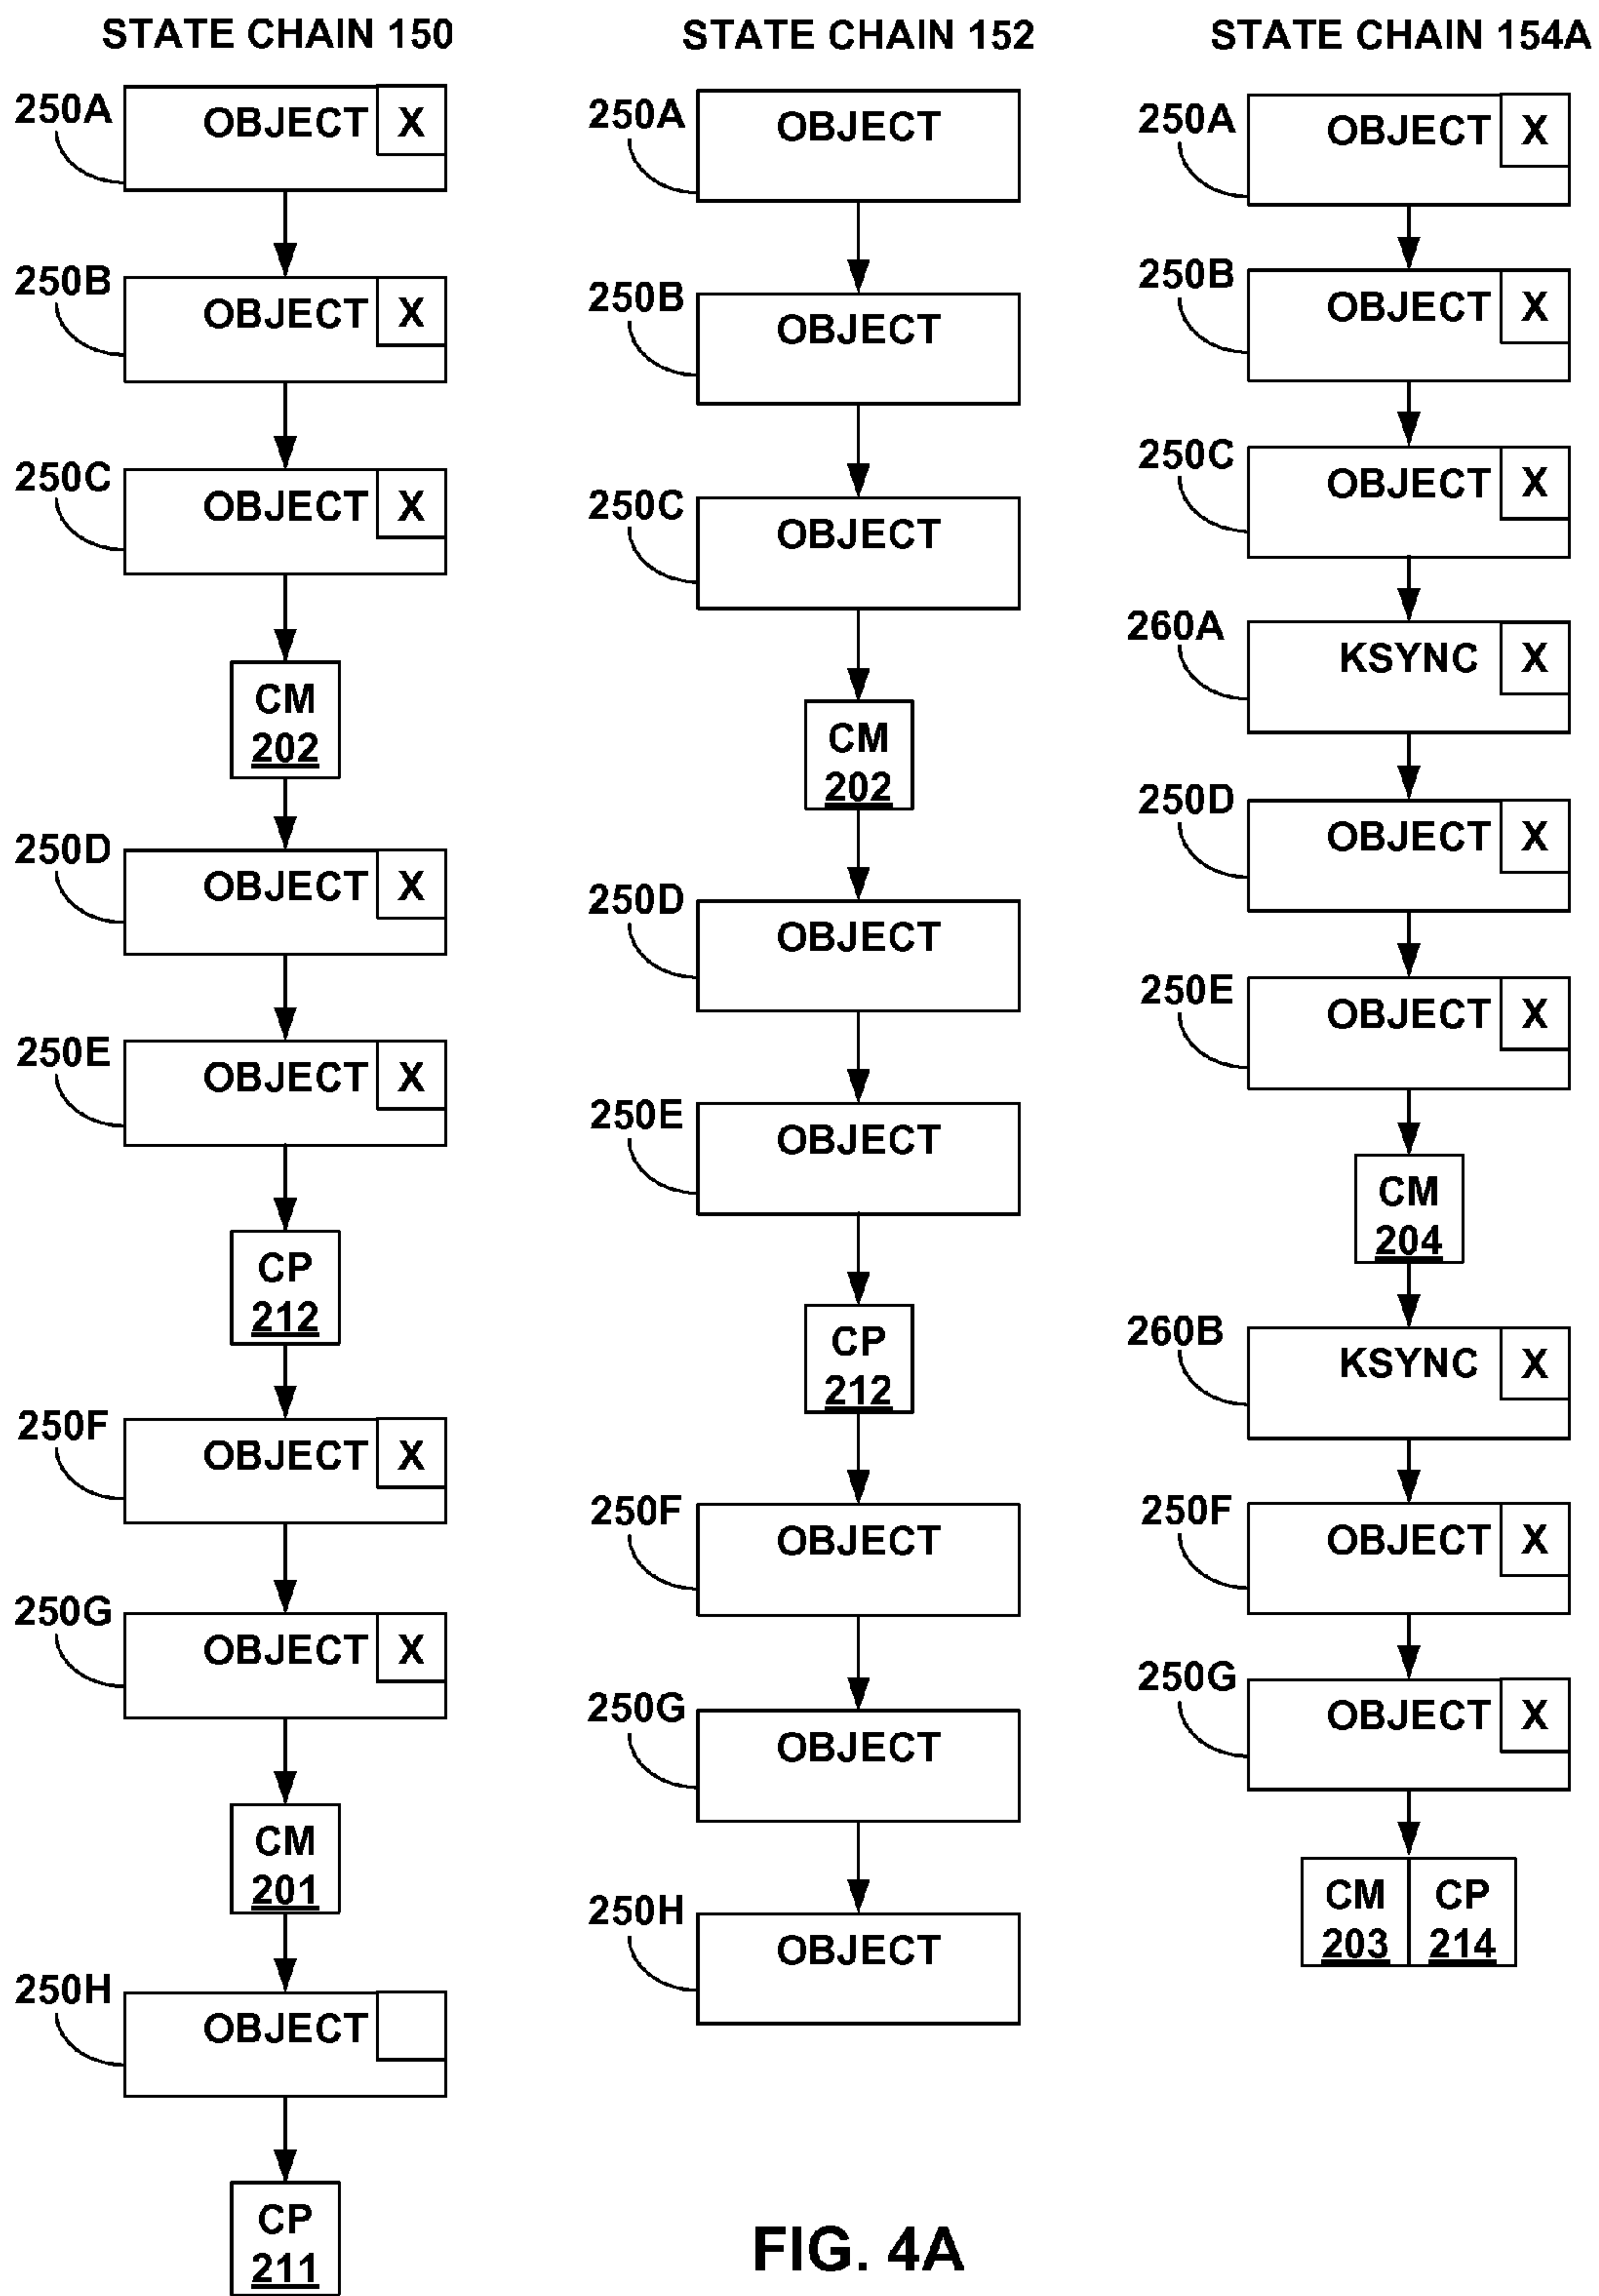 STATE CHAIN 150
250A
OBJECT
X
250B
OBJECT
X
250C
OBJECT
X
CM
202
250D
OBJECT
X
250E
OBJECT
X
CP
212
250F
OBJECT
X
250G
OBJECT
X
CM
201
250H
OBJECT
CP
211
STATE CHAIN 152
250A
OBJECT
250B
OBJECT
250C
OBJECT
CM
202
250D
OBJECT
250E
OBJECT
CP
212
250F
OBJECT
250G
OBJECT
250H
OBJECT
STATE CHAIN 154A
250A
OBJECT
X
250B
OBJECT
X
250C
OBJECT
X
260A
KSYNC
X
250D
OBJECT
X
250E
OBJECT
X
CM
204
260B
KSYNC
X
250F
OBJECT
X
250G
OBJECT
X
CM
203
CP
214
FIG. 4A